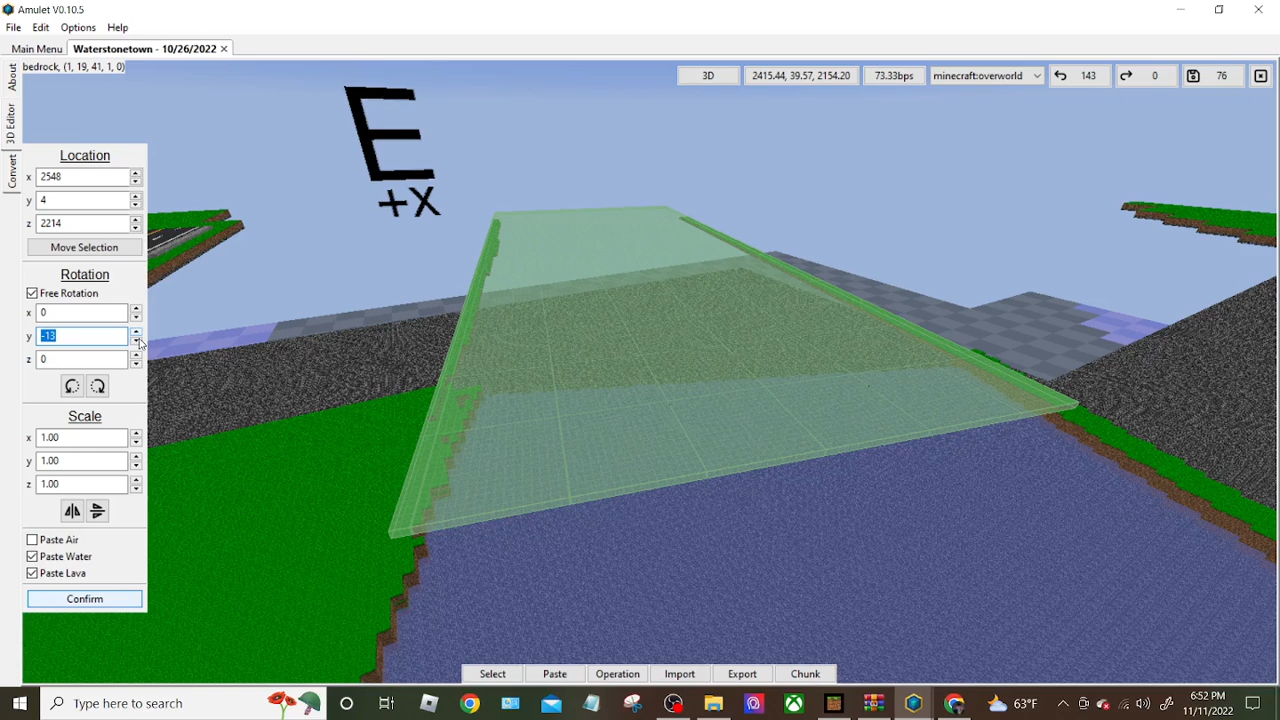 Amulet V0.10.5
File Edit Options Help
Main Menu Waterstonetown - 10/26/2022
bedrock, (1, 19, 41, 1, 0)
3D 2415.44, 39.57, 2154.20 73.33bps minecraft:overworld 143 0 76
About
3D Editor
Convert
E
+X
Location
x 2548
y 4
z 2214
Move Selection
Rotation
Free Rotation
x 0
y -13
z 0
Scale
x 1.00
y 1.00
z 1.00
Paste Air
Paste Water
Paste Lava
Confirm
Select Paste Operation Import Export Chunk
Type here to search
63°F
6:52 PM
11/11/2022